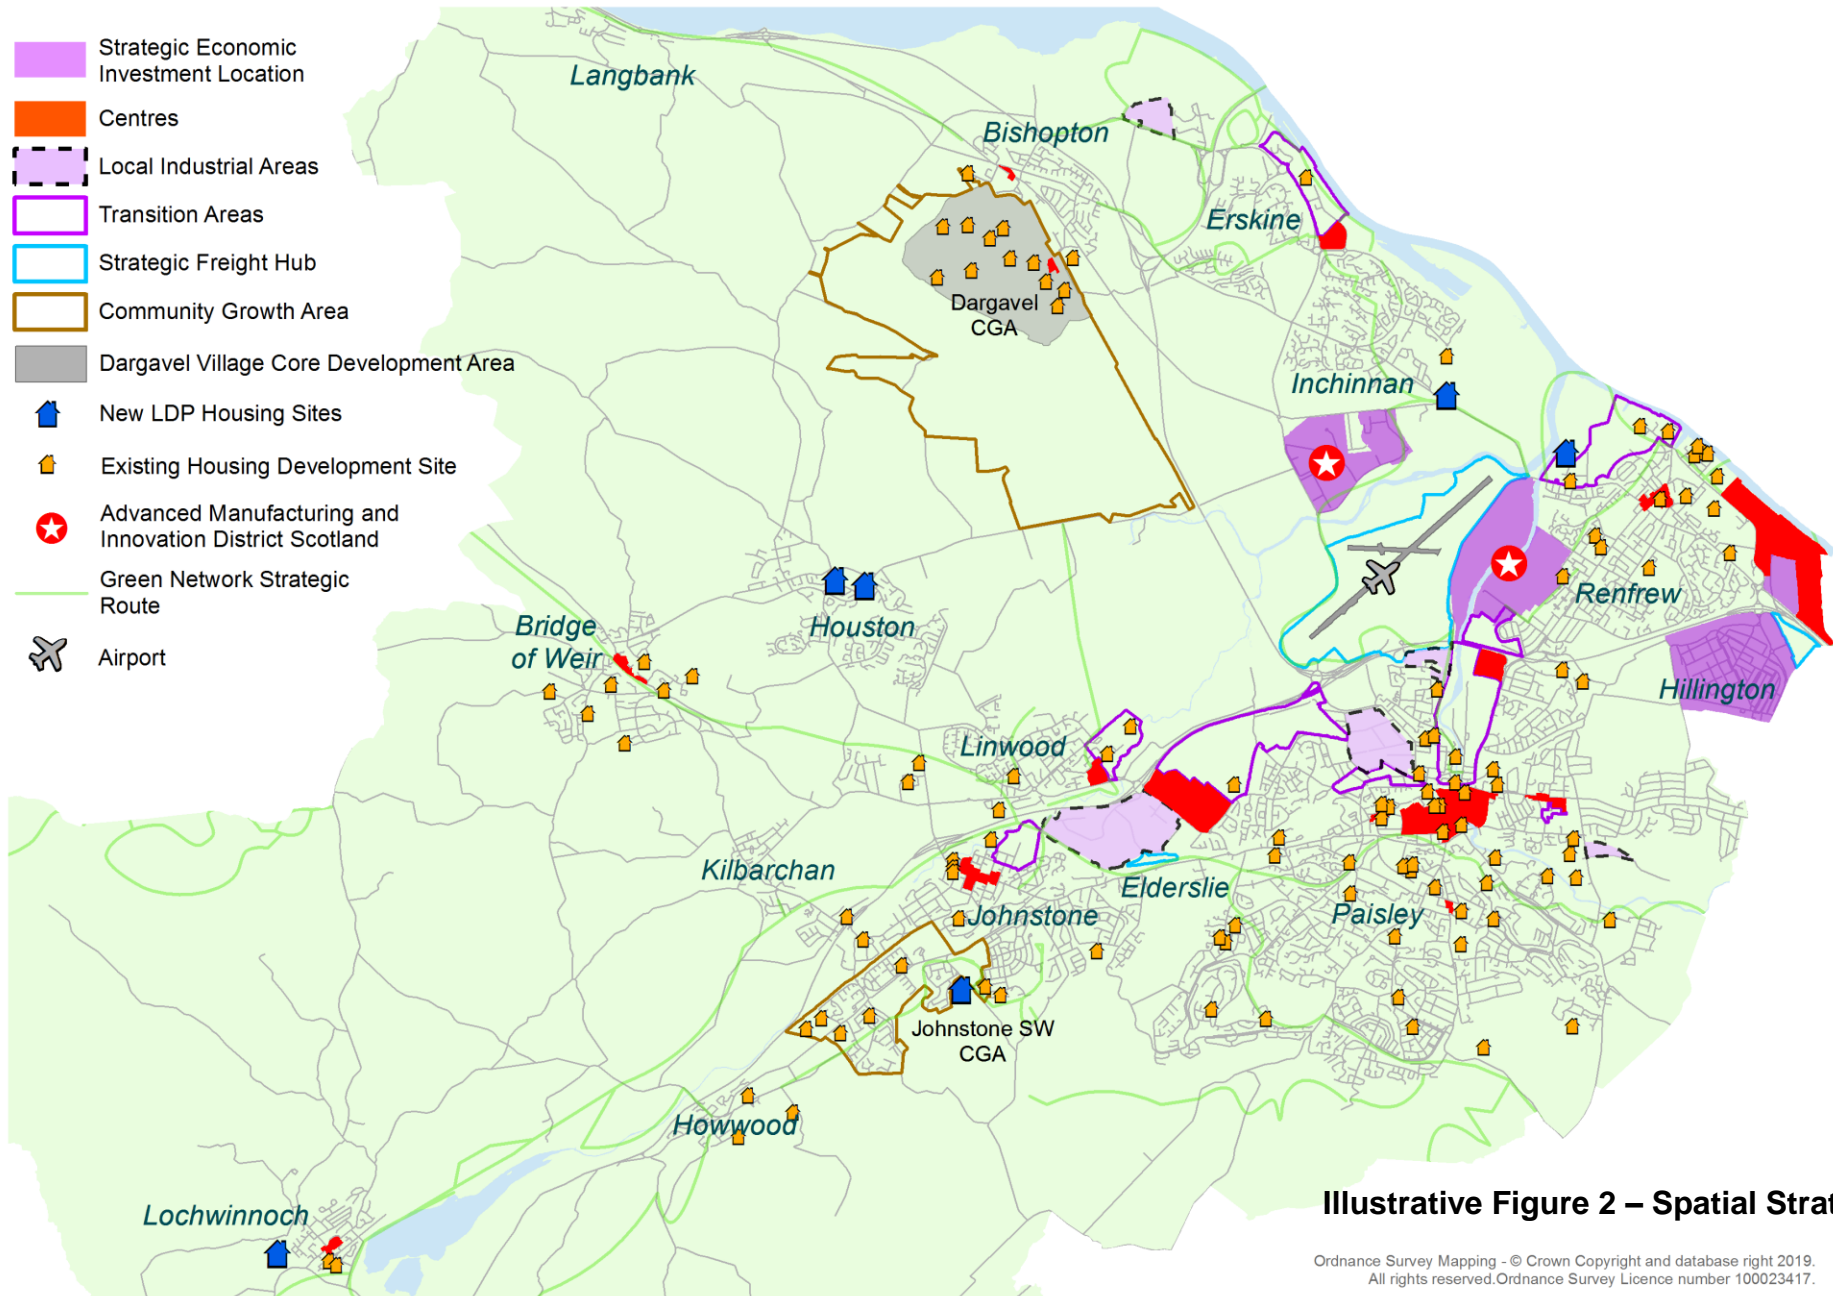 Strategic Economic
Investment Location
Centres
Local Industrial Areas
Transition Areas
Strategic Freight Hub
Community Growth Area
Dargavel Village Core Development Area
New LDP Housing Sites
Existing Housing Development Site
Advanced Manufacturing and
Innovation District Scotland
Green Network Strategic
Route
Airport
Langbank
Bishopton
Erskine
Dargavel
CGA
Inchinnan
Renfrew
Hillington
Houston
Bridge
of Weir
Linwood
Kilbarchan
Elderslie
Johnstone
Paisley
Johnstone SW
CGA
Howwood
Lochwinnoch
Illustrative Figure 2 – Spatial Strat
Ordnance Survey Mapping - © Crown Copyright and database right 2019.
All rights reserved.Ordnance Survey Licence number 100023417.